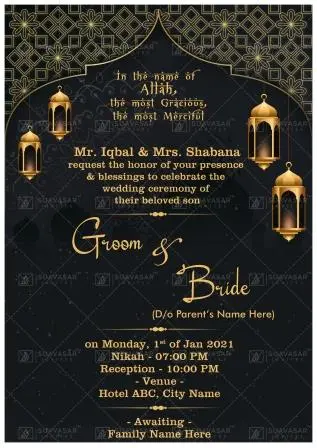 In the name of
Allah,
the most Gracious,
the most Merciful
Mr. Iqbal & Mrs. Shabana
request the honor of your presence
& blessings to celebrate the
wedding ceremony of
their beloved son
Groom &
Bride
(D/o Parent's Name Here)
on Monday, 1st of Jan 2021
Nikah - 07:00 PM
Reception - 10:00 PM
- Venue -
Hotel ABC, City Name
- Awaiting -
Family Name Here